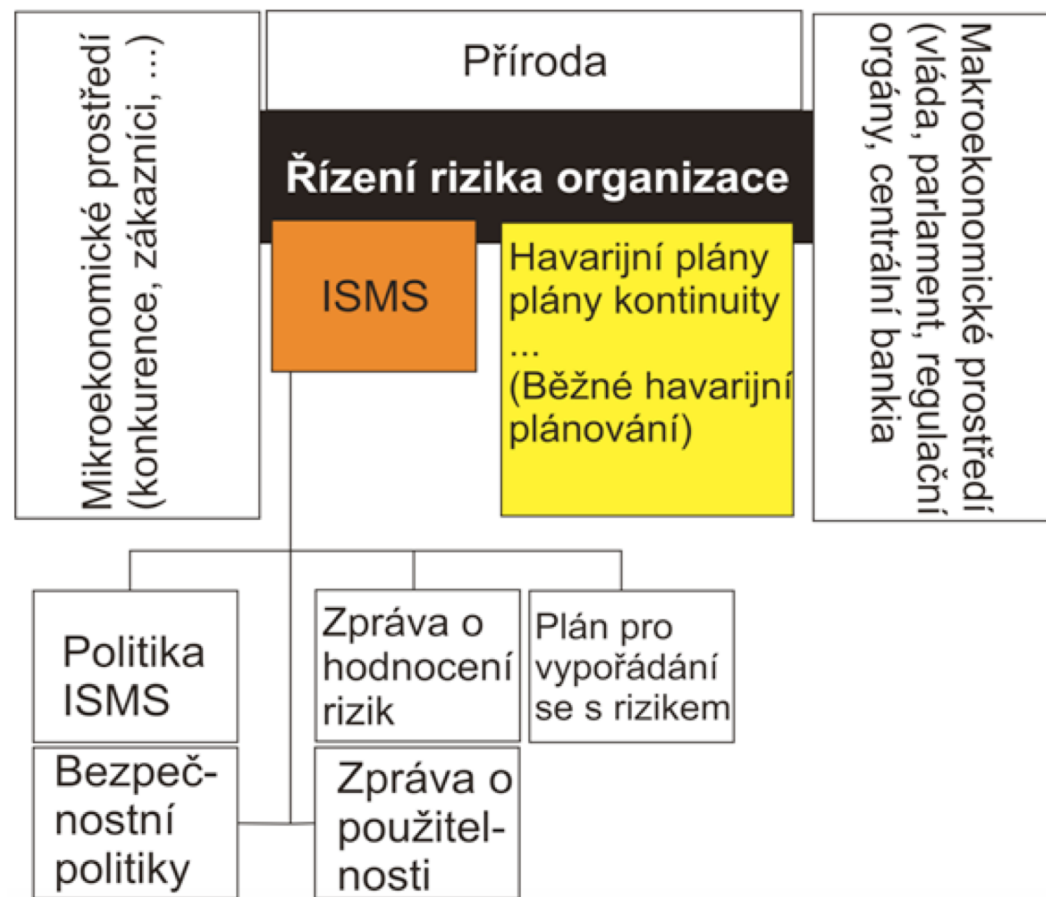 Mikroekonomické prostředí
(konkurence, zákazníci, ...)
Příroda
Makroekonomické prostředí
(vláda, parlament, regulační
orgány, centrální bankia
Řízení rizika organizace
ISMS
Havarijní plány
plány kontinuity
...
(Běžné havarijní
plánování)
Politika
ISMS
Zpráva o
hodnocení
rizik
Plán pro
vypořádání
se s rizikem
Bezpeč-
nostní
politiky
Zpráva o
použitel-
nosti